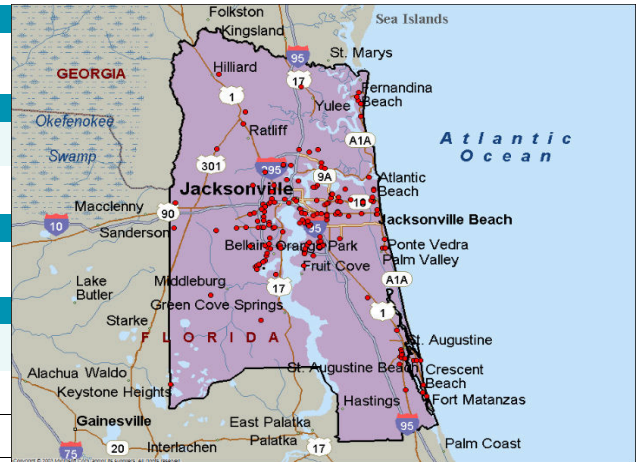 Folkston
Kingsland
Sea Islands
95
St. Marys
GEORGIA
Hilliard
17
Fernandina
Beach
1
Yulee
Okefenokee
Swamp
Ratliff
A1A
Atlantic
Ocean
301
295
9A
Jacksonville
Atlantic
Beach
Macclenny
90
10
10
Jacksonville Beach
Sanderson
95
Bellair
Orange Park
Ponte Vedra
Palm Valley
Fruit Cove
Lake
Butler
Middleburg
17
A1A
Green Cove Springs
1
Starke
FLORIDA
St. Augustine
Alachua
Waldo
St. Augustine Beach
Crescent
Beach
Keystone Heights
Hastings
Fort Matanzas
Gainesville
East Palatka
95
Palatka
75
20
Interlachen
17
Palm Coast